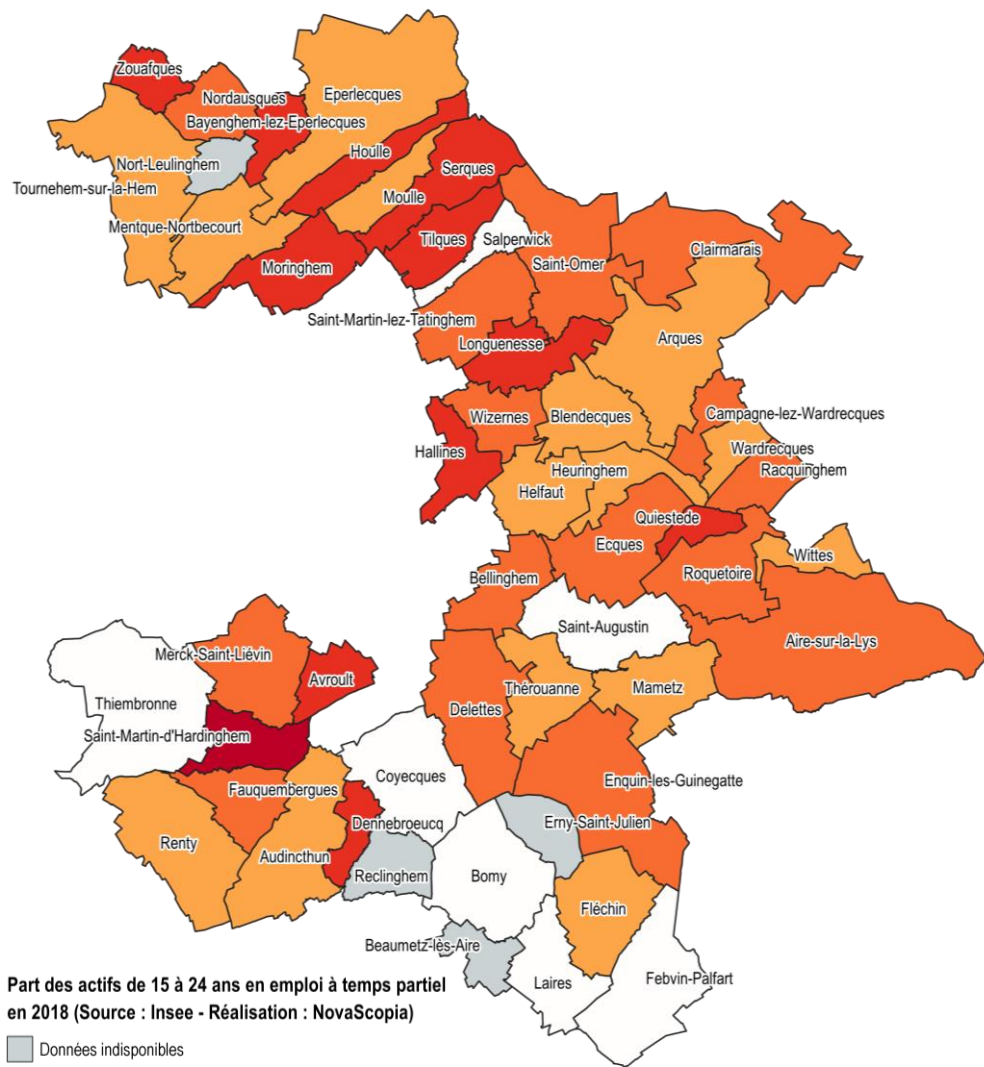 Zouafques
Nordausques
Eperlecques
Bayenghem-lez-Eperlecques
Houlle
Nort-Leulinghem
Serques
Tournehem-sur-la-Hem
Moulle
Mentque-Nortbecourt
Tilques
Salperwick
Moringhem
Saint-Omer
Clairmarais
Saint-Martin-lez-Tatinghem
Longuenesse
Arques
Wizernes
Blendecques
Campagne-lez-Wardrecques
Hallines
Wardrecques
Heuringhem
Racquinghem
Helfaut
Quiestede
Ecques
Wittes
Bellinghem
Roquetoire
Saint-Augustin
Aire-sur-la-Lys
Merck-Saint-Liévin
Avroult
Thérouanne
Mametz
Thiembronne
Delettes
Saint-Martin-d'Hardinghem
Coyecques
Enquin-les-Guinegatte
Fauquembergues
Dennebroeucq
Erny-Saint-Julien
Renty
Audincthun
Reclinghem
Bomy
Fléchin
Beaumetz-lès-Aire
Laires
Febvin-Palfart
Part des actifs de 15 à 24 ans en emploi à temps partiel
en 2018 (Source : Insee - Réalisation : NovaScopia)
Données indisponibles